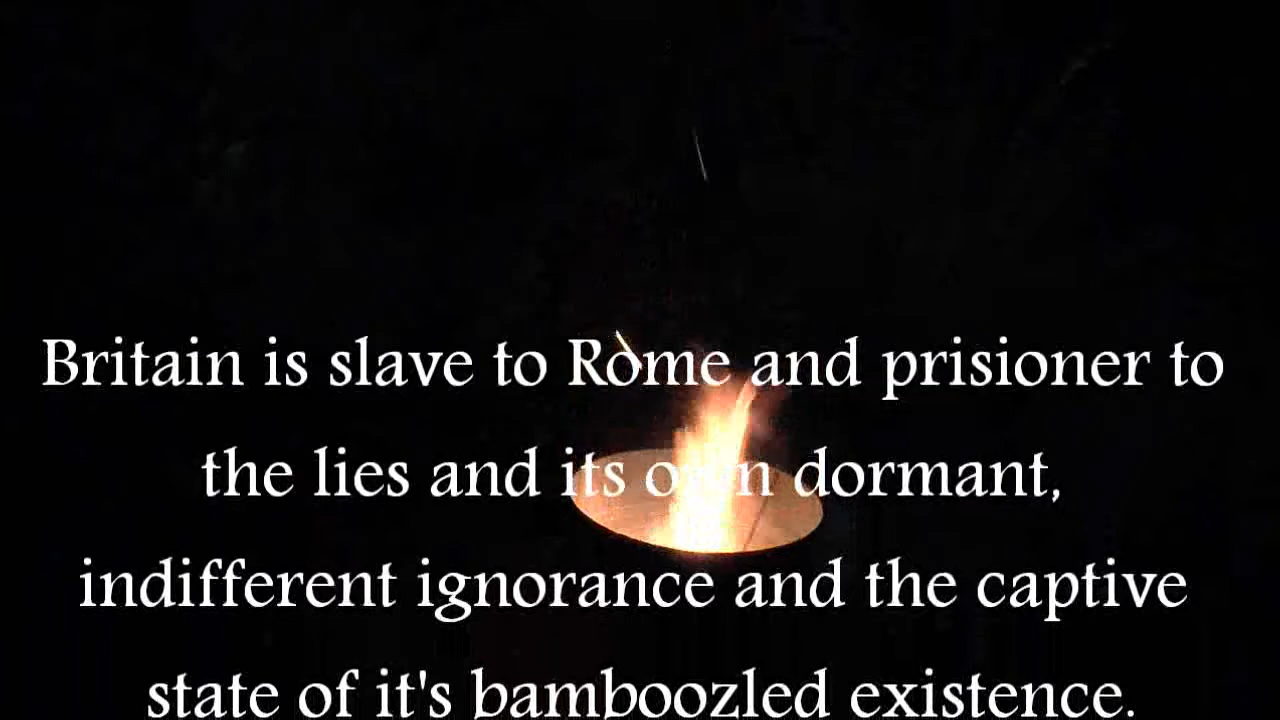 Britain is slave to Rome and prisioner to
the lies and its own dormant,
indifferent ignorance and the captive
state of it's bamboozled existence.